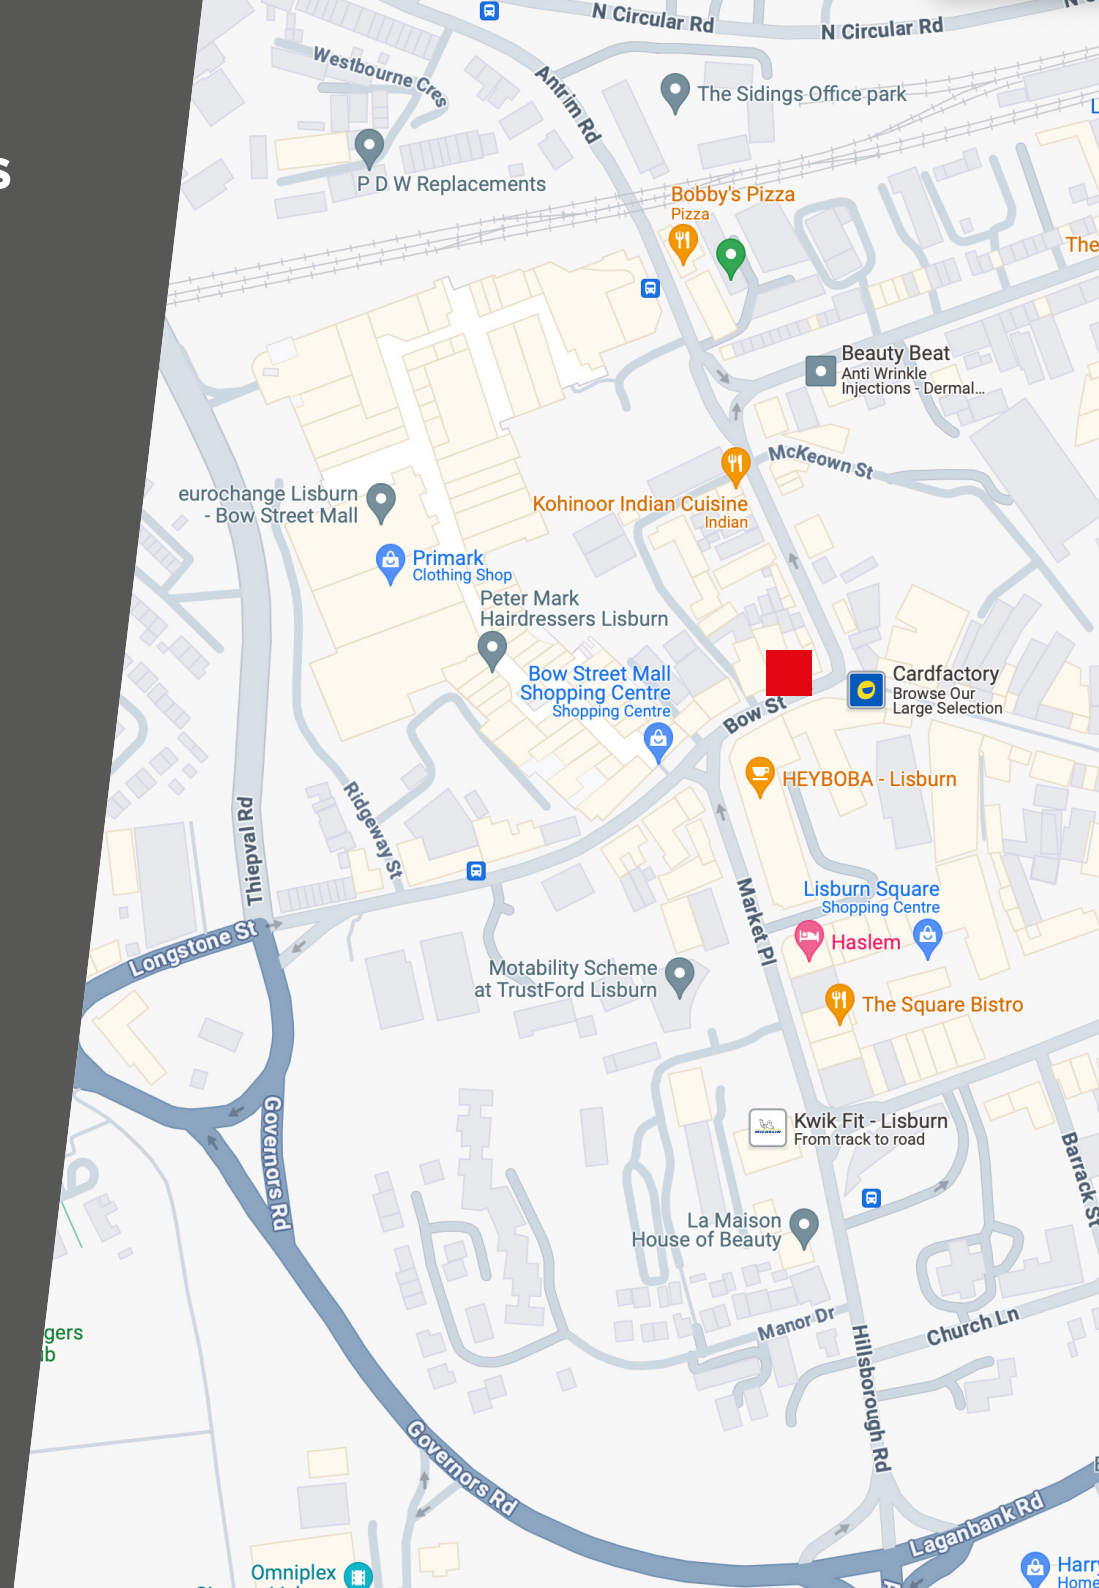 N Circular Rd
N Circular Rd
Westbourne Cres
Antrim Rd
The Sidings Office park
P D W Replacements
Bobby's Pizza
Pizza
The
Beauty Beat
Anti Wrinkle
Injections - Dermal...
McKeown St
Kohinoor Indian Cuisine
Indian
eurochange Lisburn
- Bow Street Mall
Primark
Clothing Shop
Peter Mark
Hairdressers Lisburn
Bow Street Mall
Shopping Centre
Shopping Centre
Cardfactory
Browse Our
Large Selection
Bow St
HEYBOBA - Lisburn
Ridgeway St
Thiepval Rd
Lisburn Square
Shopping Centre
Market Pl
Haslem
Longstone St
Motability Scheme
at TrustFord Lisburn
The Square Bistro
Governors Rd
Kwik Fit - Lisburn
From track to road
MICHELIN
Barrack St
La Maison
House of Beauty
Manor Dr
Church Ln
gers
Hillsborough Rd
Governors Rd
Laganbank Rd
Omniplex
Harry
Home